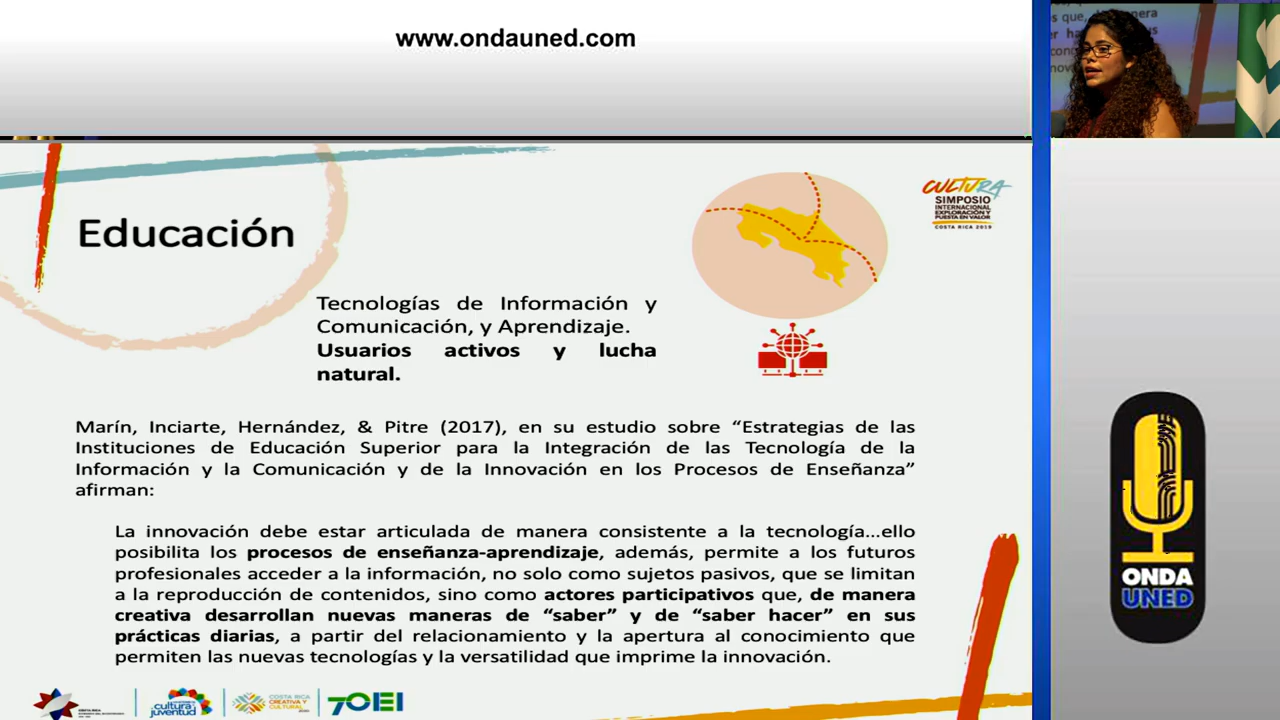 www.ondauned.com
Educación
CULTURA
SIMPOSIO
INTERNACIONAL
EXPLORACIÓN Y
PUESTA EN VALOR
COSTA RICA 2019
Tecnologías de Información y
Comunicación, y Aprendizaje.
Usuarios activos y lucha
natural.
Marín, Inciarte, Hernández, & Pitre (2017), en su estudio sobre “Estrategias de las
Instituciones de Educación Superior para la Integración de las Tecnología de la
Información y la Comunicación y de la Innovación en los Procesos de Enseñanza”
afirman:
La innovación debe estar articulada de manera consistente a la tecnología...ello
posibilita los procesos de enseñanza-aprendizaje, además, permite a los futuros
profesionales acceder a la información, no solo como sujetos pasivos, que se limitan
a la reproducción de contenidos, sino como actores participativos que, de manera
creativa desarrollan nuevas maneras de “saber” y de “saber hacer” en sus
prácticas diarias, a partir del relacionamiento y la apertura al conocimiento que
permiten las nuevas tecnologías y la versatilidad que imprime la innovación.
COSTA RICA
cultura
juventud
COSTA RICA
CREATIVA Y
CULTURAL
7OEI
ONDA
UNED